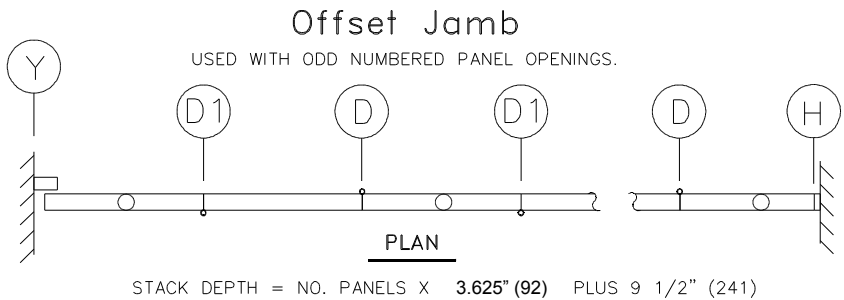 Offset Jamb
USED WITH ODD NUMBERED PANEL OPENINGS.
Y
D1 D D1 D H
PLAN
STACK DEPTH = NO. PANELS X 3.625" (92) PLUS 9 1/2" (241)